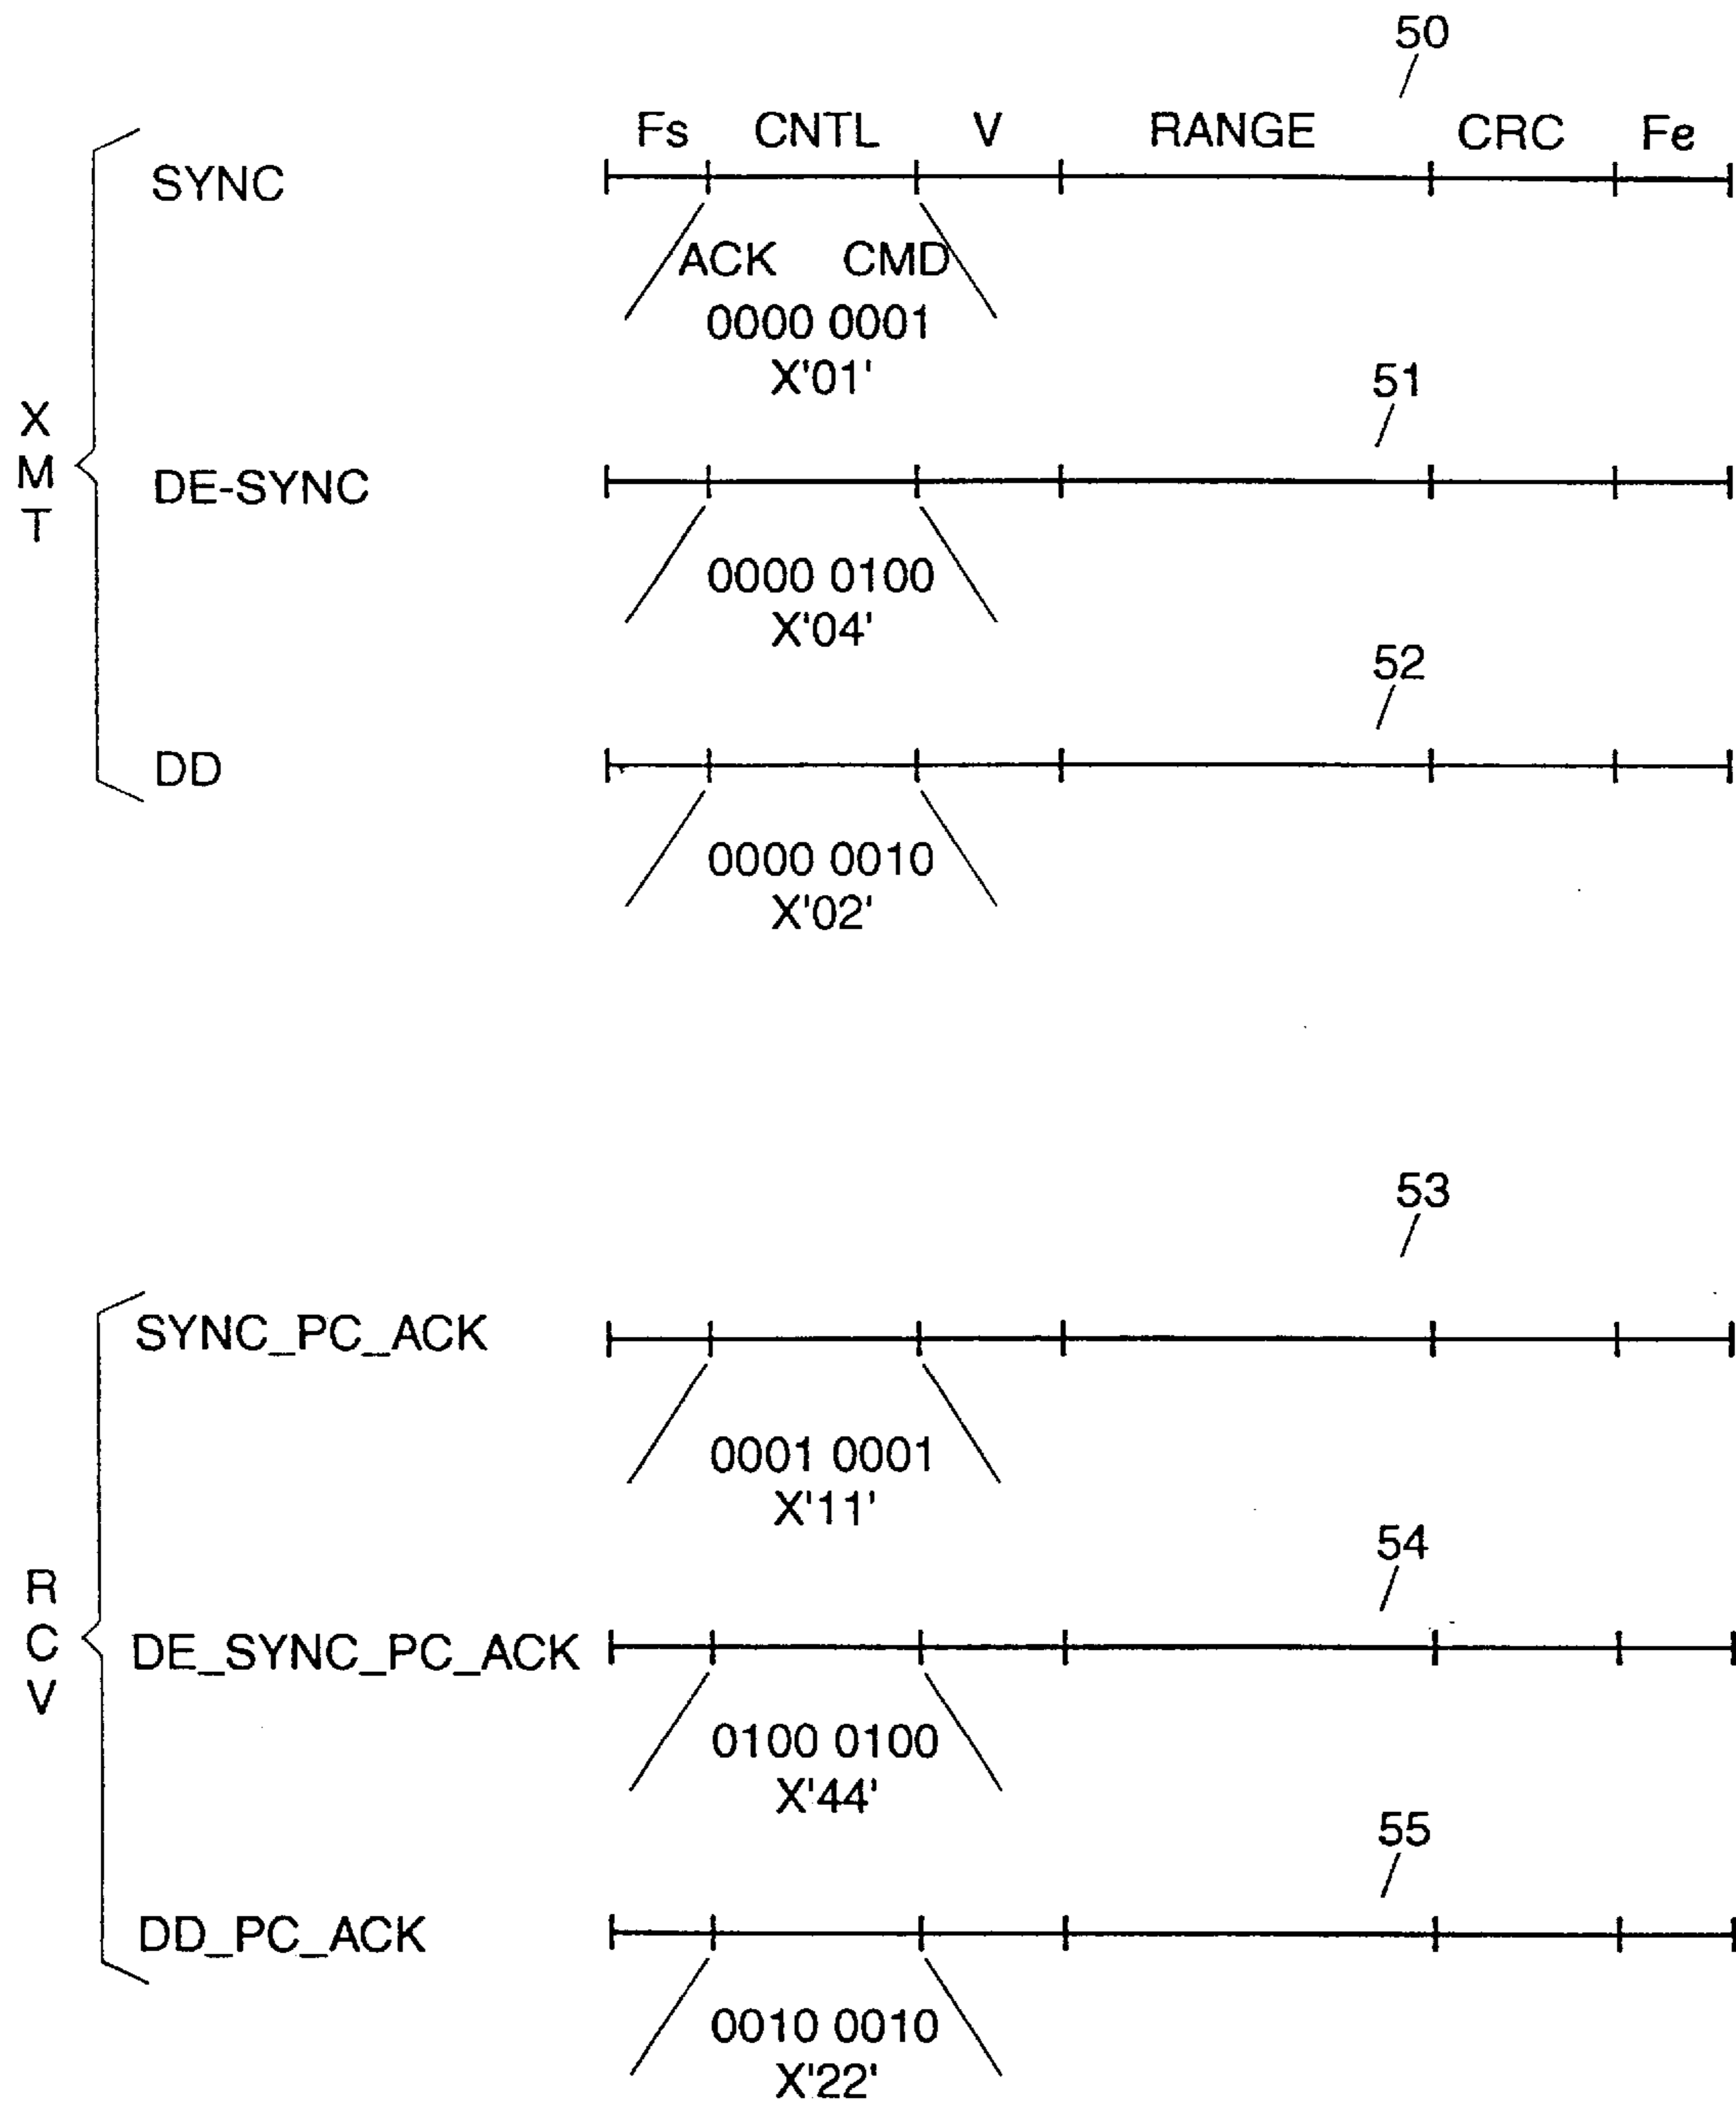 50
Fs CNTL V RANGE CRC Fe
SYNC
ACK CMD
0000 0001
X'01'
51
XMT
DE-SYNC
0000 0100
X'04'
52
DD
0000 0010
X'02'
53
SYNC_PC_ACK
0001 0001
X'11'
54
RCV
DE_SYNC_PC_ACK
0100 0100
X'44'
55
DD_PC_ACK
0010 0010
X'22'